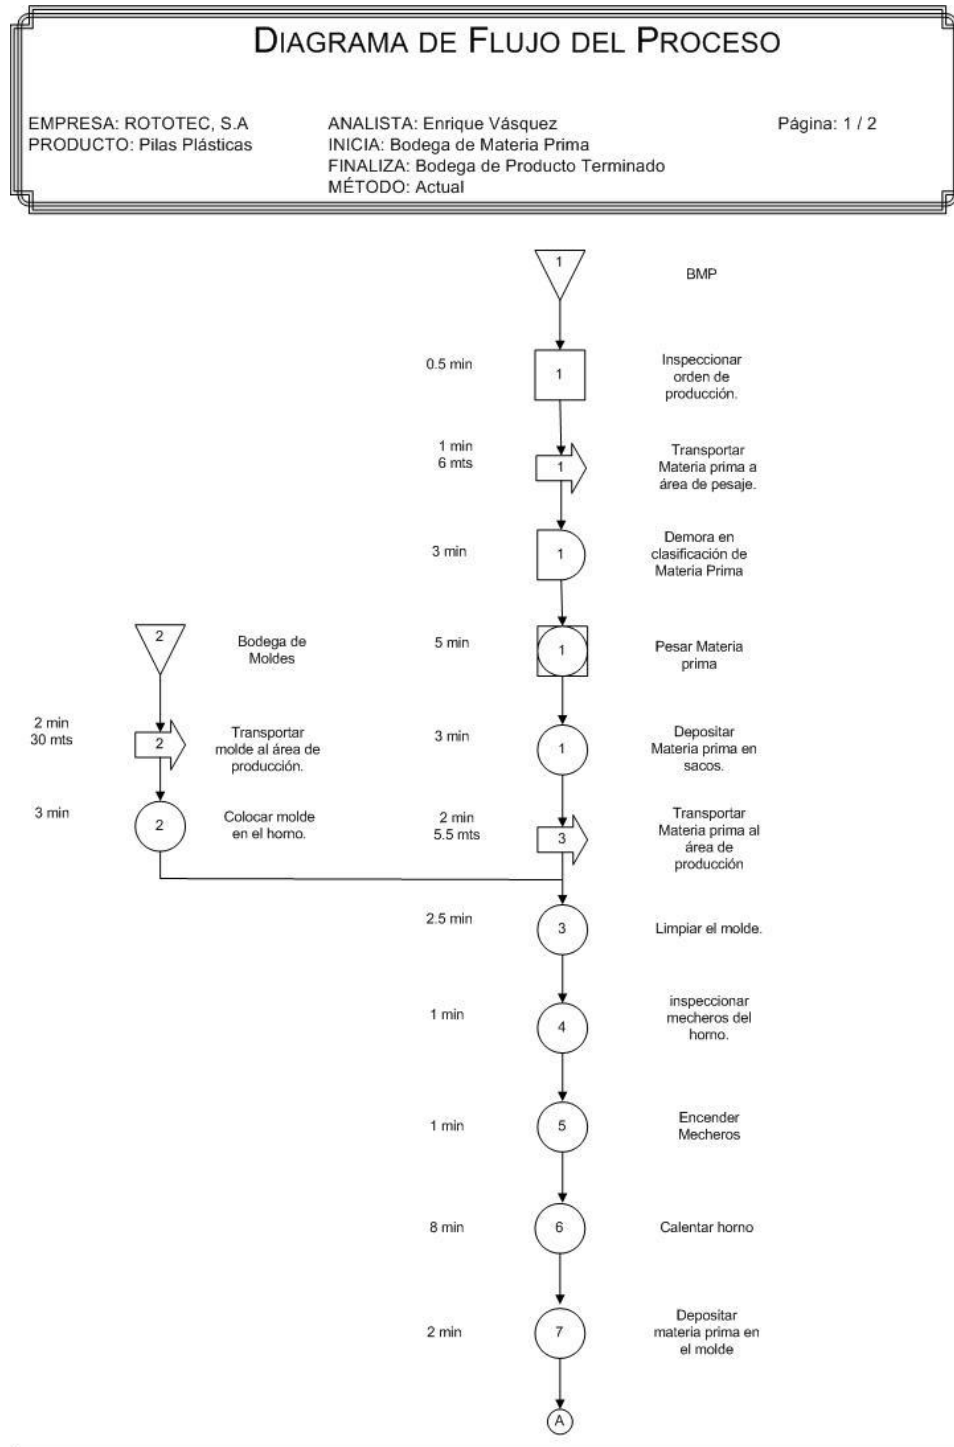 DIAGRAMA DE FLUJO DEL PROCESO
EMPRESA: ROTOTEC, S.A
PRODUCTO: Pilas Plásticas
ANALISTA: Enrique Vásquez
INICIA: Bodega de Materia Prima
FINALIZA: Bodega de Producto Terminado
MÉTODO: Actual
Página: 1 / 2
1
BMP
0.5 min
1
Inspeccionar
orden de
producción.
1 min
6 mts
1
Transportar
Materia prima a
área de pesaje.
3 min
1
Demora en
clasificación de
Materia Prima
2
Bodega de
Moldes
5 min
1
Pesar Materia
prima
2 min
30 mts
2
Transportar
molde al área de
producción.
3 min
1
Depositar
Materia prima en
sacos.
3 min
2
Colocar molde
en el horno.
2 min
5.5 mts
3
Transportar
Materia prima al
área de
producción
2.5 min
3
Limpiar el molde.
1 min
4
inspeccionar
mecheros del
horno.
1 min
5
Encender
Mecheros
8 min
6
Calentar horno
2 min
7
Depositar
materia prima en
el molde
A